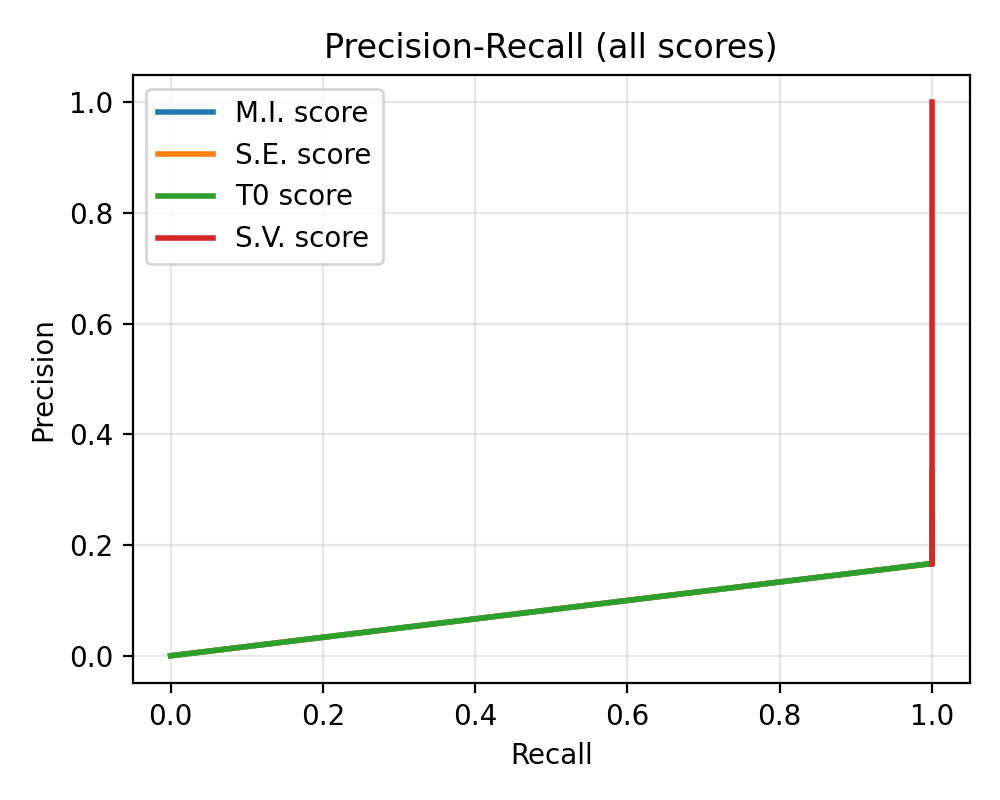 Precision-Recall (all scores)
M.I. score
S.E. score
T0 score
S.V. score
Precision
1.0
0.8
0.6
0.4
0.2
0.0
0.0 0.2 0.4 0.6 0.8 1.0
Recall